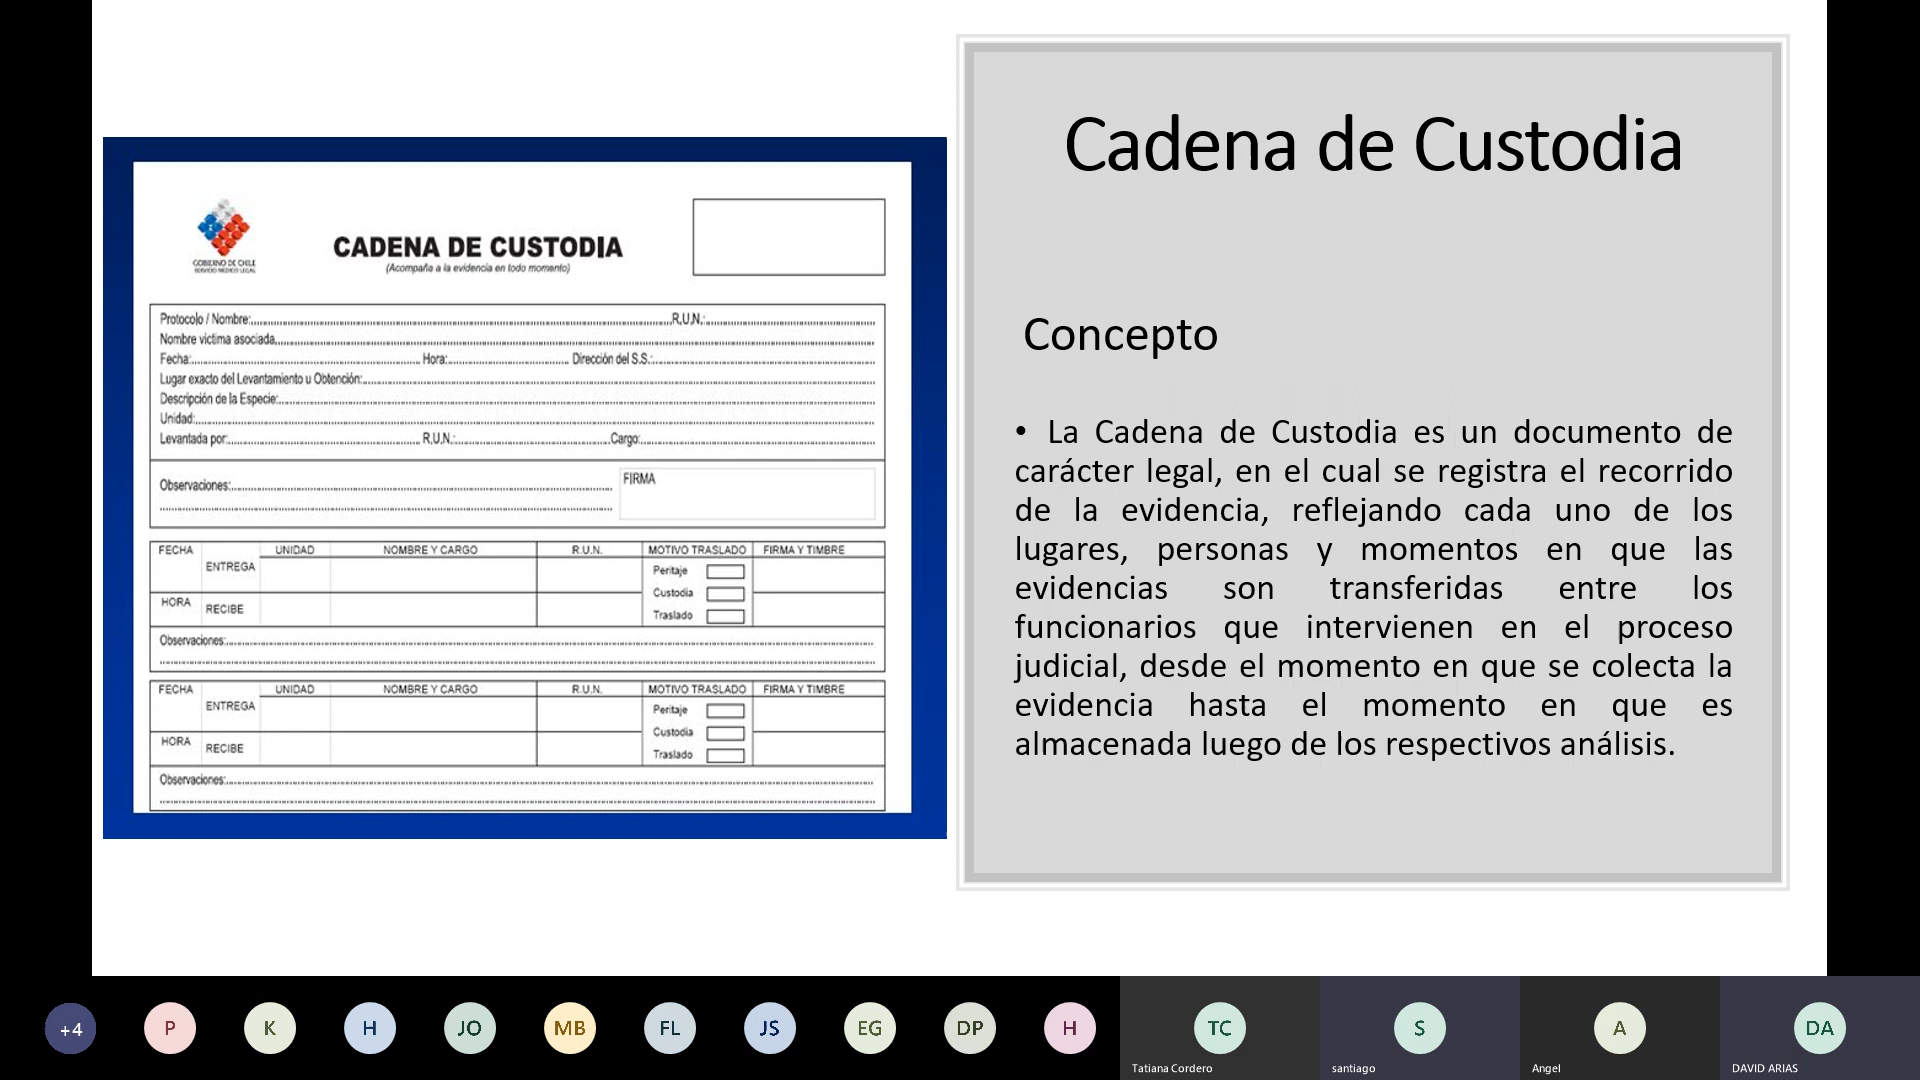 GOBIERNO DE CHILE
SERVICIO MEDICO LEGAL
CADENA DE CUSTODIA
(Acompaña a la evidencia en todo momento)
Protocolo / Nombre: R.U.N.:
Nombre victima asociada
Fecha: Hora: Dirección del S.S.:
Lugar exacto del Levantamiento u Obtención:
Descripción de la Especie:
Unidad:
Levantada por: R.U.N.: Cargo:
Observaciones:
FIRMA
FECHA UNIDAD NOMBRE Y CARGO R.U.N. MOTIVO TRASLADO FIRMA Y TIMBRE
ENTREGA
Peritaje
Custodia
HORA
RECIBE
Traslado
Observaciones:
FECHA UNIDAD NOMBRE Y CARGO R.U.N. MOTIVO TRASLADO FIRMA Y TIMBRE
ENTREGA
Peritaje
Custodia
HORA
RECIBE
Traslado
Observaciones:
Cadena de Custodia
Concepto
• La Cadena de Custodia es un documento de
carácter legal, en el cual se registra el recorrido
de la evidencia, reflejando cada uno de los
lugares, personas y momentos en que las
evidencias son transferidas entre los
funcionarios que intervienen en el proceso
judicial, desde el momento en que se colecta la
evidencia hasta el momento en que es
almacenada luego de los respectivos análisis.
+4 P K H JO MB FL JS EG DP H TC S A DA
Tatiana Cordero santiago Angel DAVID ARIAS